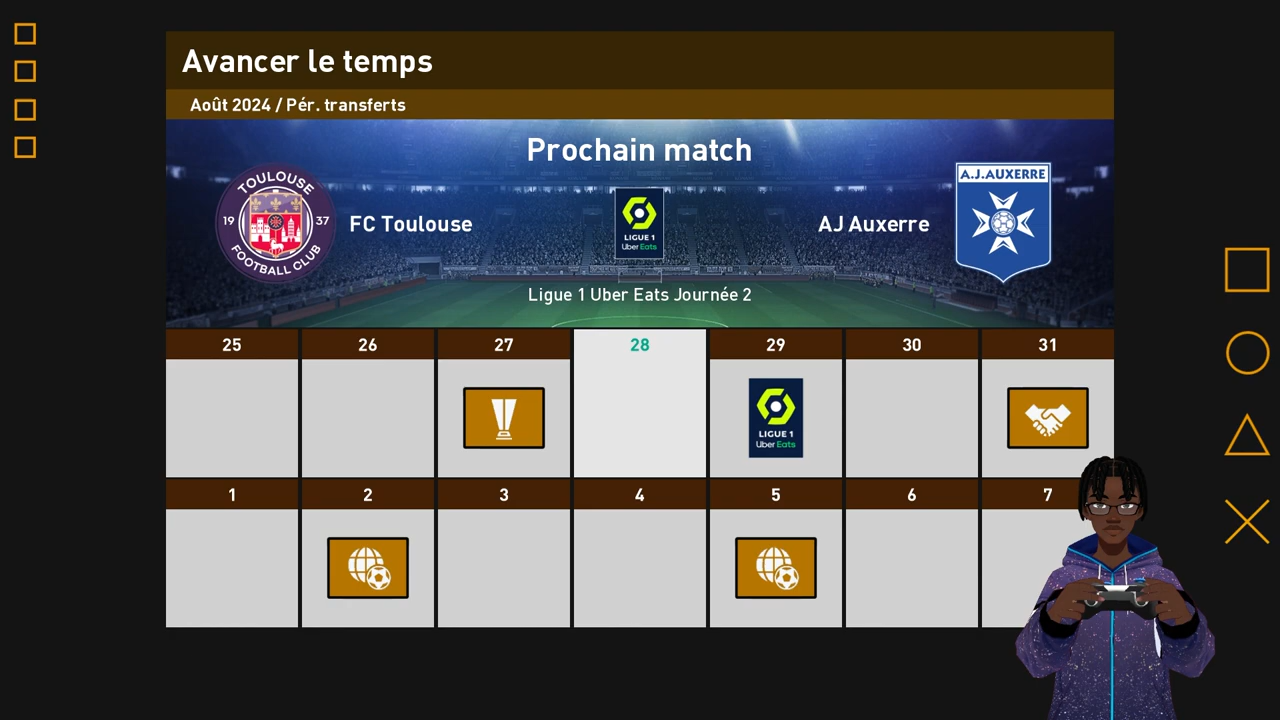 Avancer le temps
Août 2024 / Pér. transferts
Prochain match
TOULOUSE
19 37
FOOTBALL CLUB
FC Toulouse
LIGUE 1
Uber Eats
AJ Auxerre
A.J.AUXERRE
Ligue 1 Uber Eats Journée 2
25 26 27 28 29 30 31
LIGUE 1
Uber Eats
1 2 3 4 5 6 7